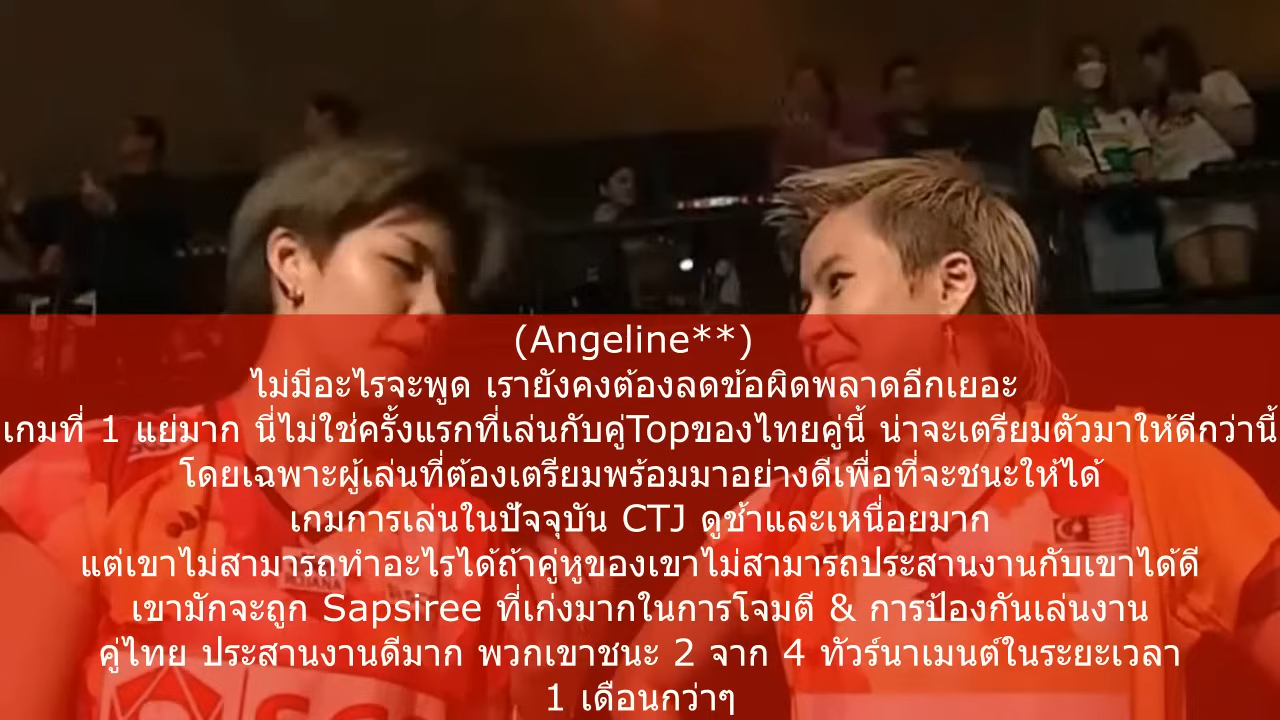 (Angeline**)
ไม่มีอะไรจะพูด เรายังคงต้องลดข้อผิดพลาดอีกเยอะ
เกมที่ 1 แย่มาก นี่ไม่ใช่ครั้งแรกที่เล่นกับคู่Topของไทยคู่นี้ น่าจะเตรียมตัวมาให้ดีกว่านี้
โดยเฉพาะผู้เล่นที่ต้องเตรียมพร้อมมาอย่างดีเพื่อที่จะชนะให้ได้
เกมการเล่นในปัจจุบัน CTJ ดูช้าและเหนื่อยมาก
แต่เขาไม่สามารถทำอะไรได้ถ้าคู่หูของเขาไม่สามารถประสานงานกับเขาได้ดี
เขามักจะถูก Sapsiree ที่เก่งมากในการโจมตี & การป้องกันเล่นงาน
คู่ไทย ประสานงานดีมาก พวกเขาชนะ 2 จาก 4 ทัวร์นาเมนต์ในระยะเวลา
1 เดือนกว่าๆ